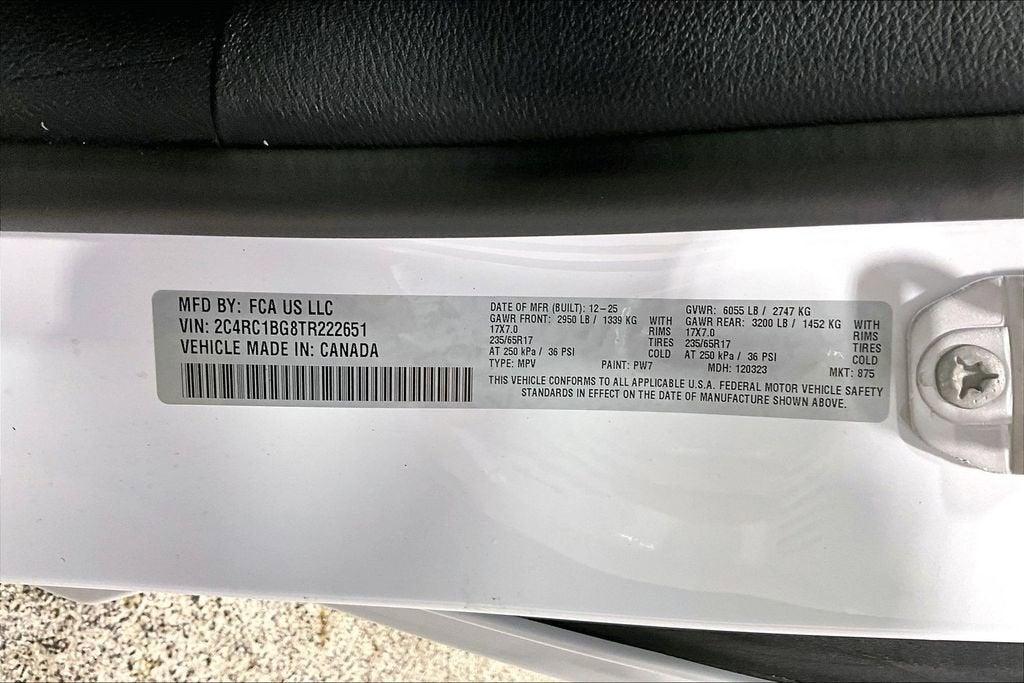 MFD BY: FCA US LLC
VIN: 2C4RC1BG8TR222651
VEHICLE MADE IN: CANADA
DATE OF MFR (BUILT): 12-25
GAWR FRONT: 2950 LB / 1339 KG WITH
17X7.0 RIMS
235/65R17 TIRES
AT 250 kPa / 36 PSI COLD
TYPE: MPV PAINT: PW7
GVWR: 6055 LB / 2747 KG
GAWR REAR: 3200 LB / 1452 KG WITH
17X7.0 RIMS
235/65R17 TIRES
AT 250 kPa / 36 PSI COLD
MDH: 120323 MKT: 875
THIS VEHICLE CONFORMS TO ALL APPLICABLE U.S.A. FEDERAL MOTOR VEHICLE SAFETY
STANDARDS IN EFFECT ON THE DATE OF MANUFACTURE SHOWN ABOVE.